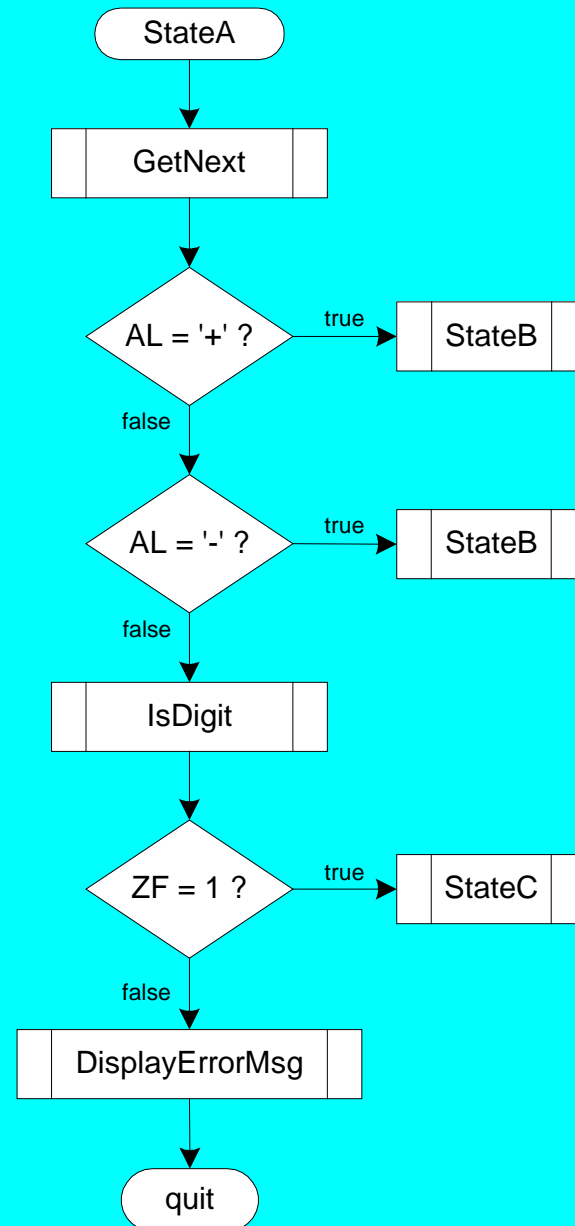 StateA
GetNext
AL = '+' ?
true
StateB
false
AL = '-' ?
true
StateB
false
IsDigit
ZF = 1 ?
true
StateC
false
DisplayErrorMsg
quit